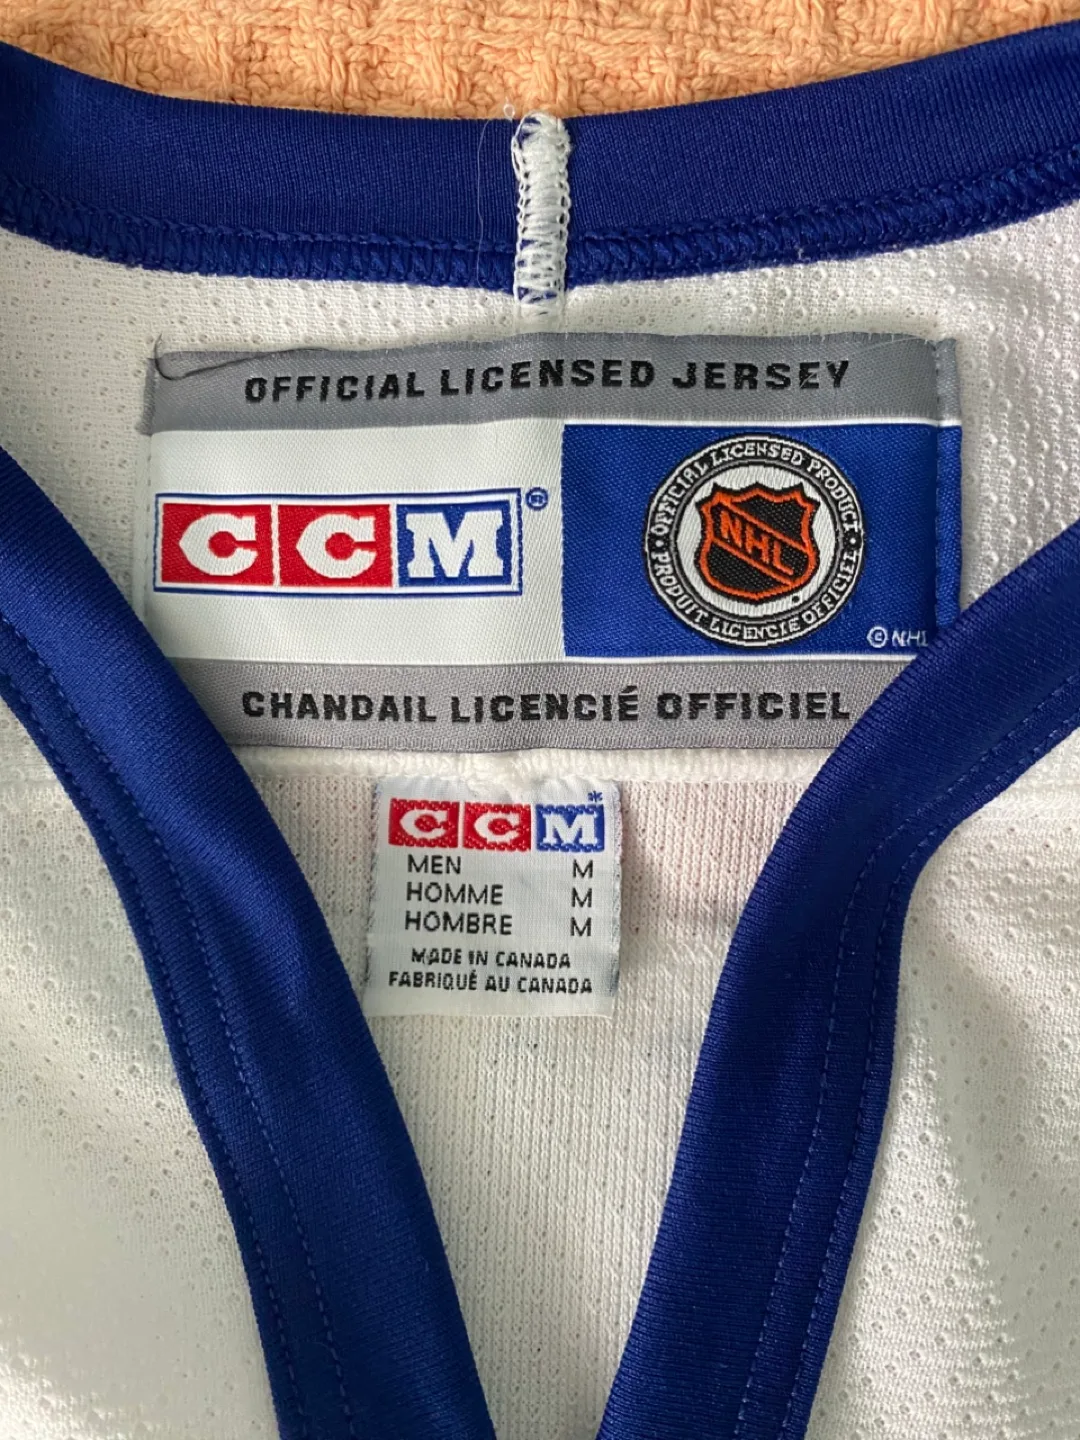 OFFICIAL LICENSED JERSEY
CCM®
OFFICIAL LICENSED PRODUCT
NHL
PRODUIT LICENCIE OFFICIEL
© NHL
CHANDAIL LICENCIÉ OFFICIEL
CCM*
MEN M
HOMME M
HOMBRE M
MADE IN CANADA
FABRIQUÉ AU CANADA